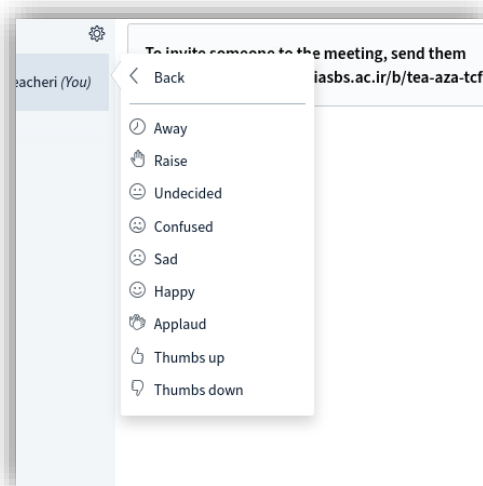 To invite someone to the meeting, send them
eacheri (You)
Back
iasbs.ac.ir/b/tea-aza-tcf
Away
Raise
Undecided
Confused
Sad
Happy
Applaud
Thumbs up
Thumbs down